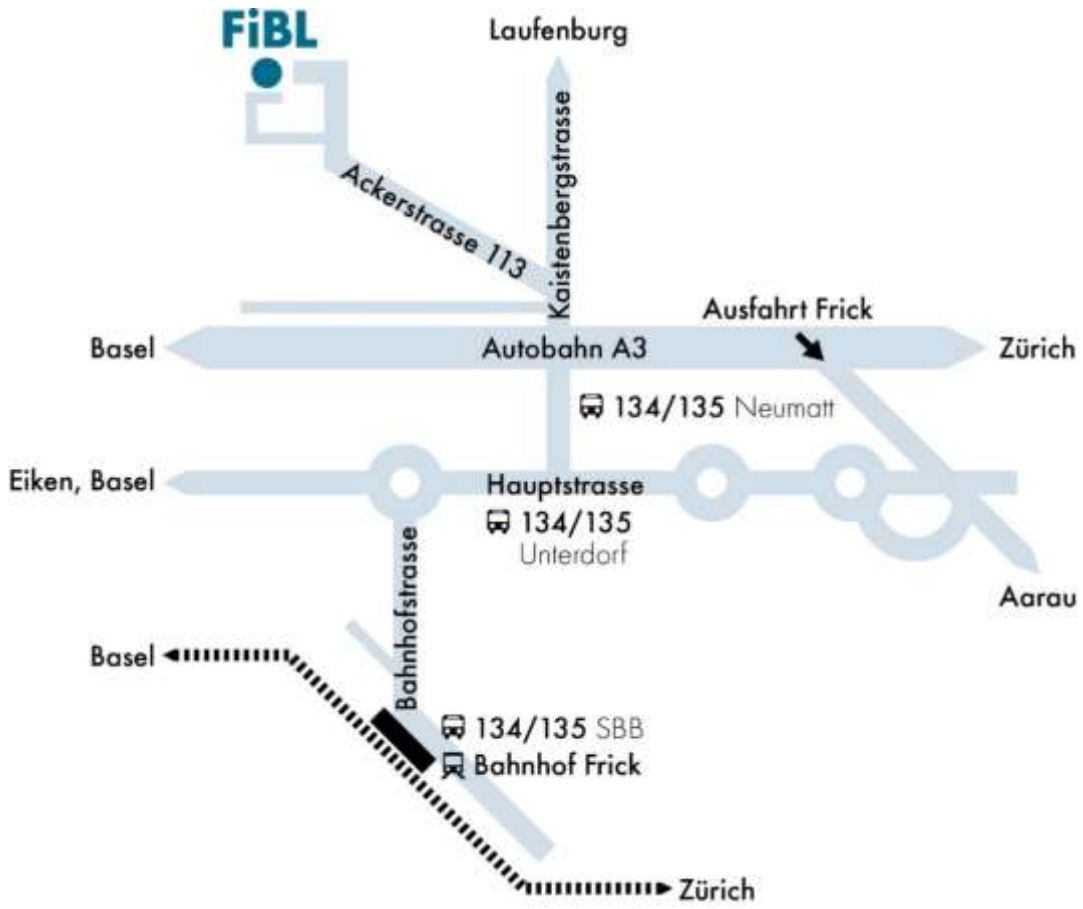 FiBL
Laufenburg
Kaistenbergstrasse
Ackerstrasse 113
Ausfahrt Frick
Basel
Autobahn A3
Zürich
134/135 Neumatt
Eiken, Basel
Hauptstrasse
134/135
Unterdorf
Bahnhofstrasse
Aarau
Basel
134/135 SBB
Bahnhof Frick
Zürich